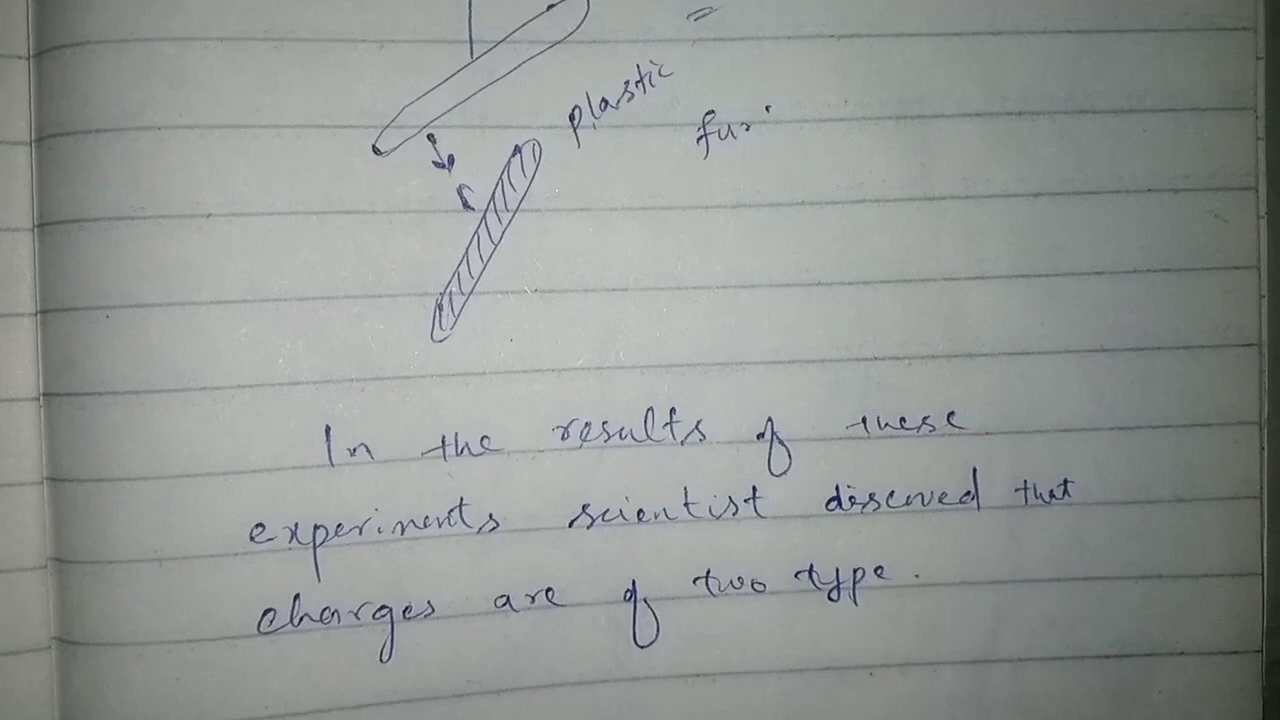 plastic
fur.
In the results of these
experiments scientist discoved that
charges are of two type.